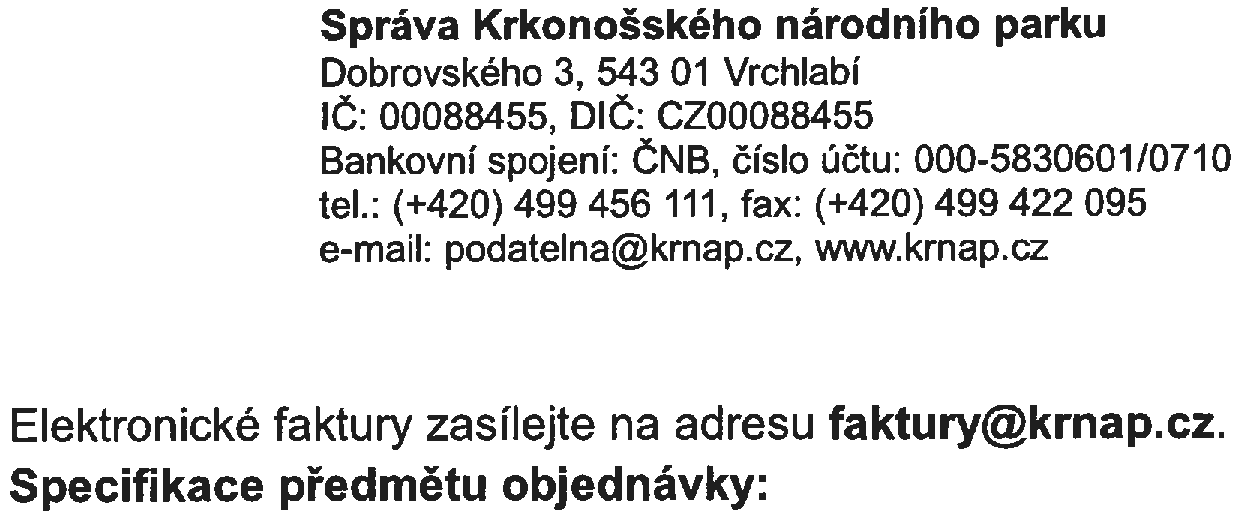 Správa Krkonošského národního parku
Dobrovského 3, 543 01 Vrchlabí
IČ: 00088455, DIČ: CZ00088455
Bankovní spojení: ČNB, číslo účtu: 000-5830601/0710
tel.: (+420) 499 456 111, fax: (+420) 499 422 095
e-mail: podatelna@krnap.cz, www.krnap.cz
Elektronické faktury zasílejte na adresu faktury@krnap.cz.
Specifikace předmětu objednávky: